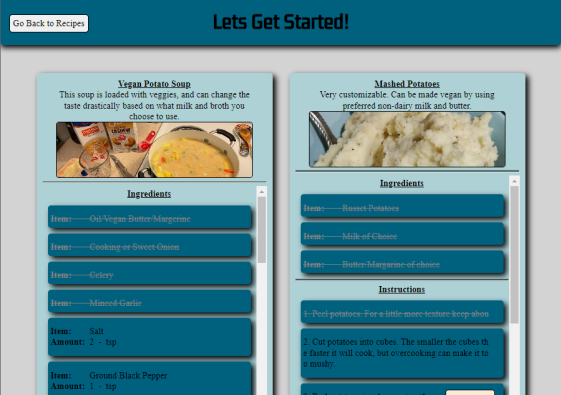 Go Back to Recipes
Lets Get Started!
Vegan Potato Soup
This soup is loaded with veggies, and can change the
taste drastically based on what milk and broth you
choose to use.
Ingredients
Item: Oil/Vegan Butter/Margerine
Item: Cooking or Sweet Onion
Item: Celery
Item: Minced Garlic
Item: Salt
Amount: 2 - tsp
Item: Ground Black Pepper
Amount: 1 - tsp
Mashed Potatoes
Very customizable. Can be made vegan by using
preferred non-dairy milk and butter.
Ingredients
Item: Russet Potatoes
Item: Milk of Choice
Item: Butter/Margarine of choice
Instructions
1. Peel potatoes. For a little more texture keep abou
2. Cut potatoes into cubes. The smaller the cubes th
e faster it will cook, but overcooking can make it to
o mushy.